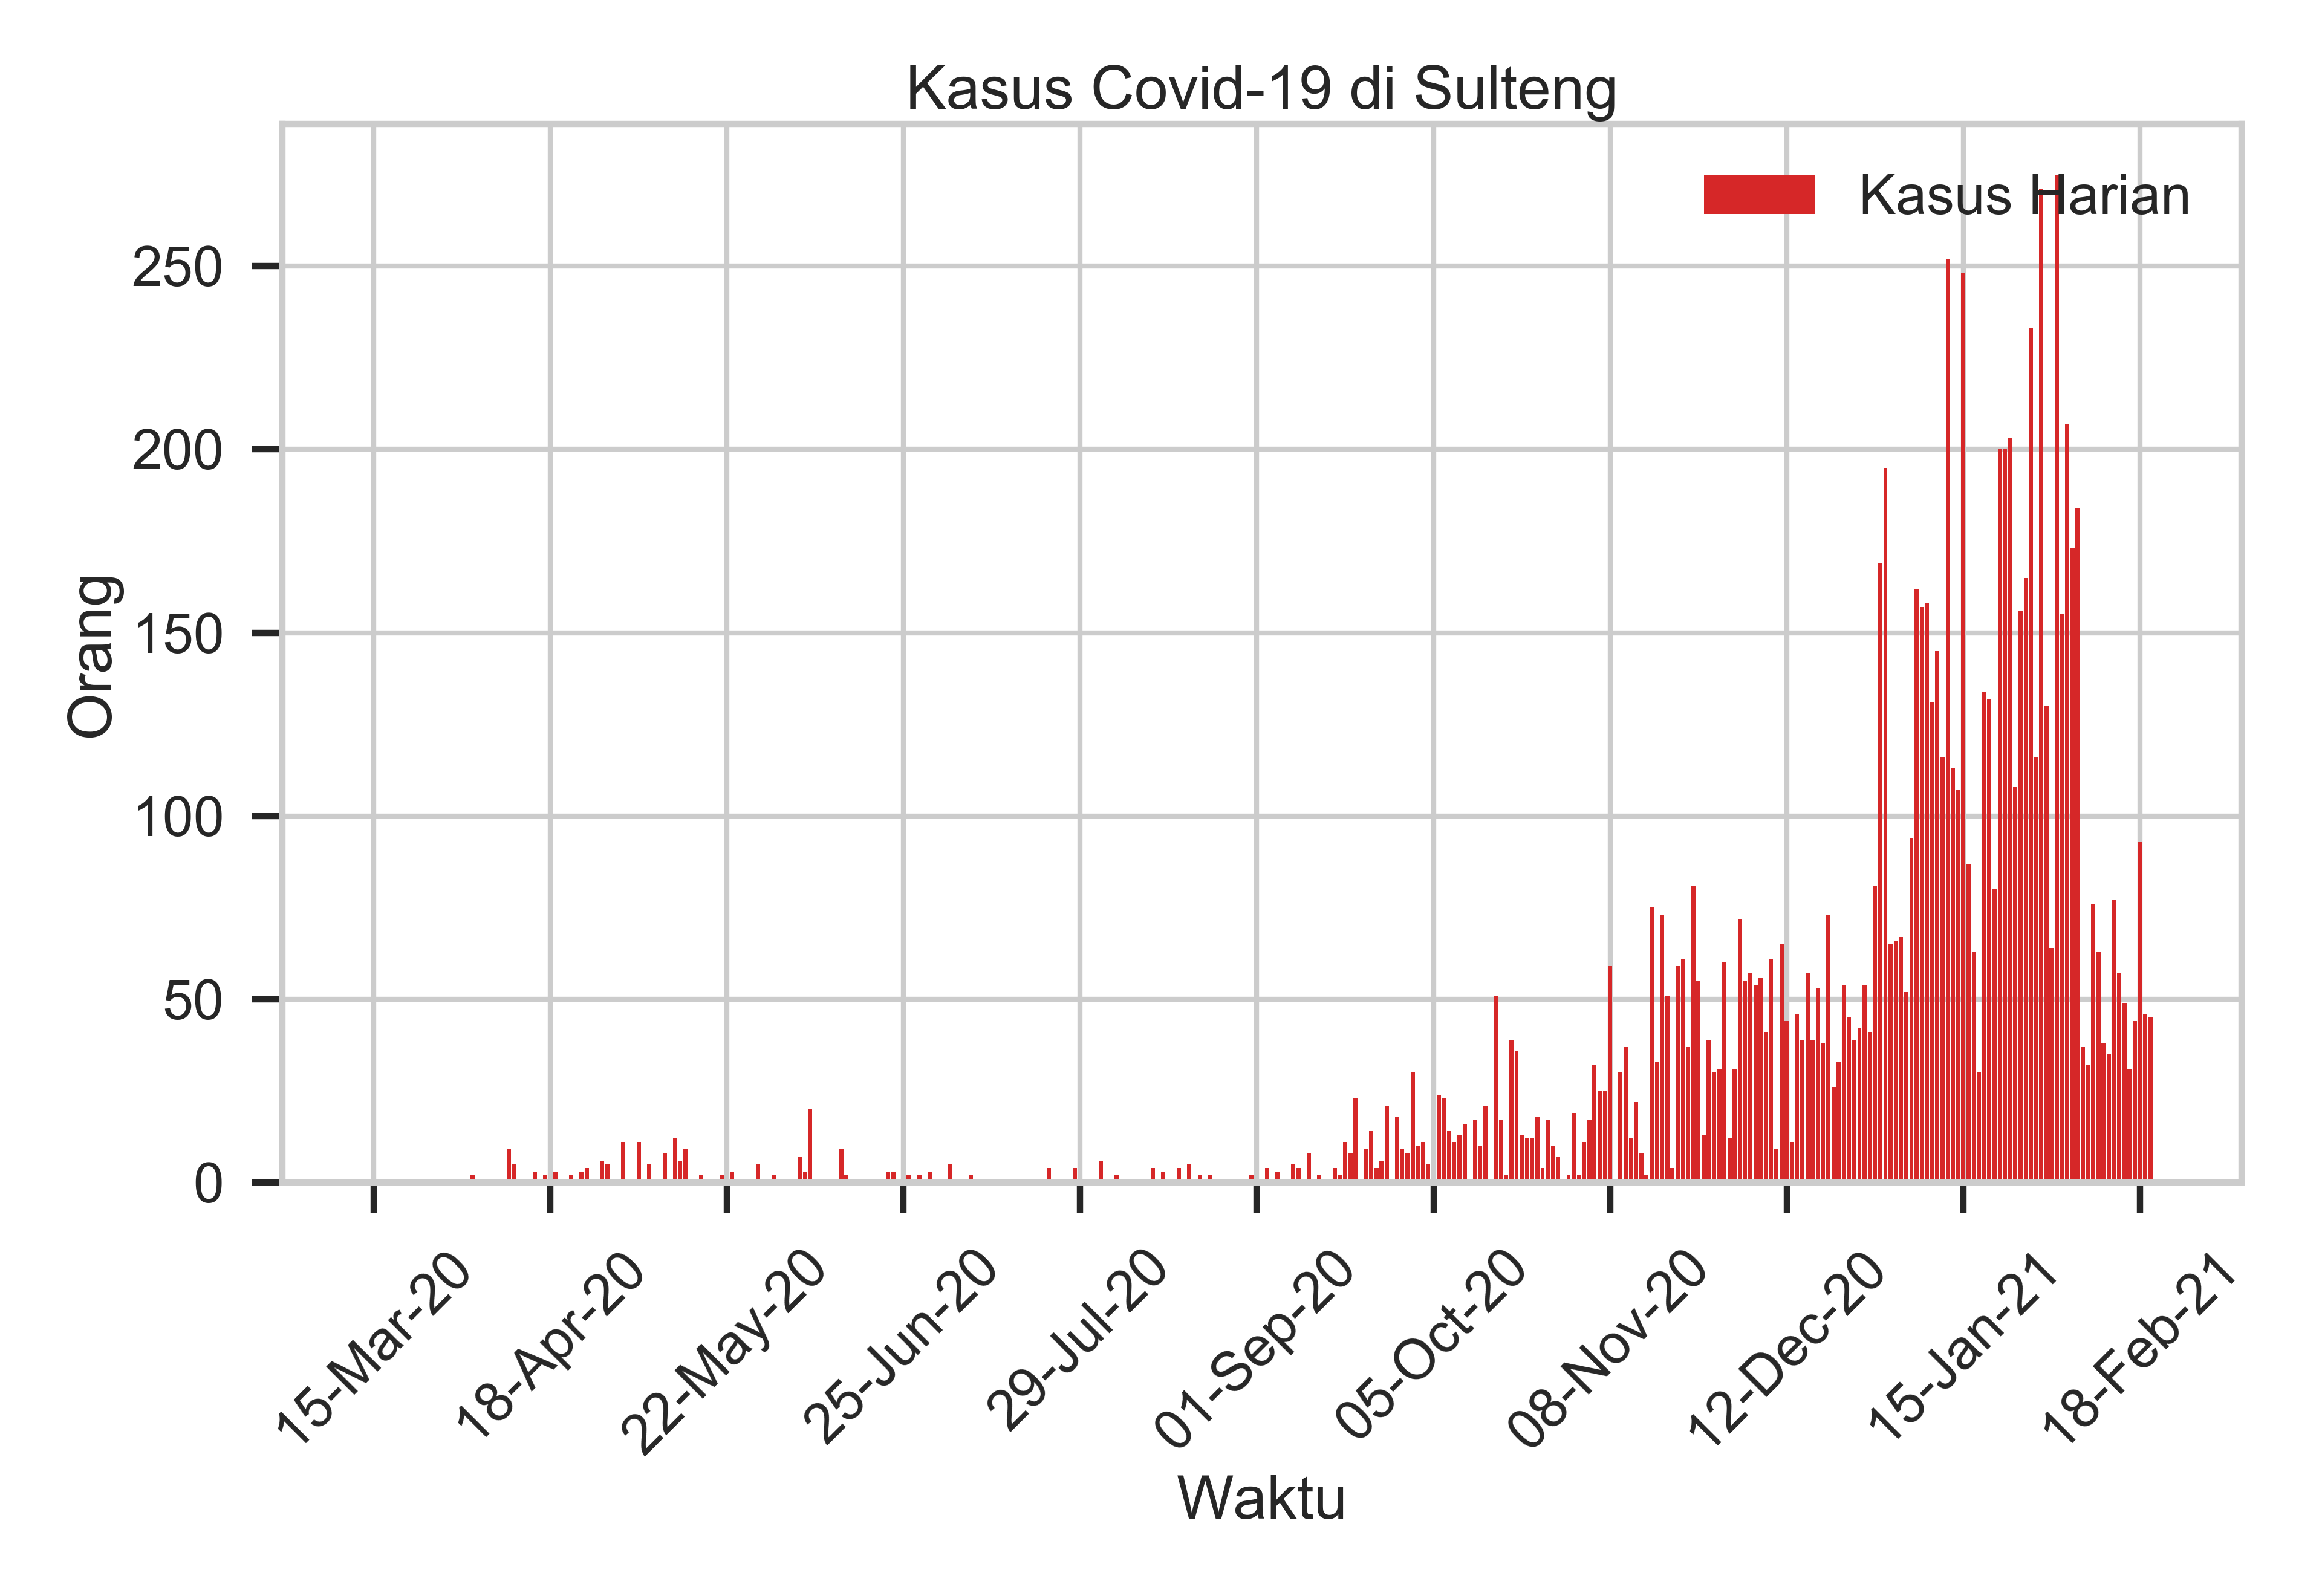 Kasus Covid-19 di Sulteng
Kasus Harian
250
200
150
100
50
0
Orang
15-Mar-20
18-Apr-20
22-May-20
25-Jun-20
29-Jul-20
01-Sep-20
05-Oct-20
08-Nov-20
12-Dec-20
15-Jan-21
18-Feb-21
Waktu